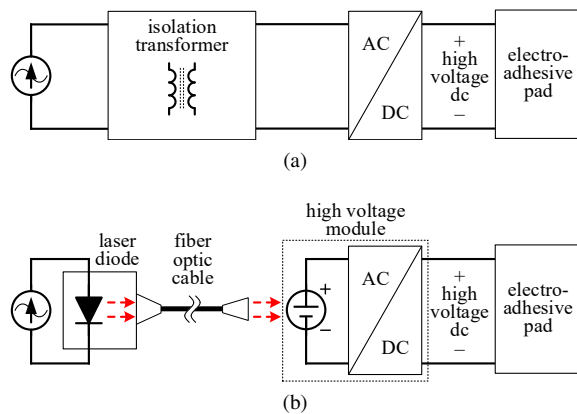 isolation
transformer
AC
DC
+
high
voltage
dc
−
electro-
adhesive
pad
(a)
high voltage
module
laser
diode
fiber
optic
cable
+
−
AC
DC
+
high
voltage
dc
−
electro-
adhesive
pad
(b)